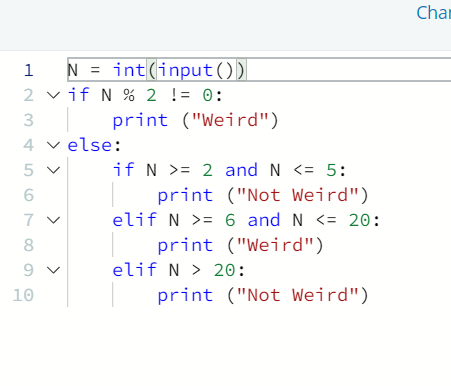 Char
1 N = int(input())
2 if N % 2 != 0:
3     print ("Weird")
4 else:
5     if N >= 2 and N <= 5:
6         print ("Not Weird")
7     elif N >= 6 and N <= 20:
8         print ("Weird")
9     elif N > 20:
10         print ("Not Weird")